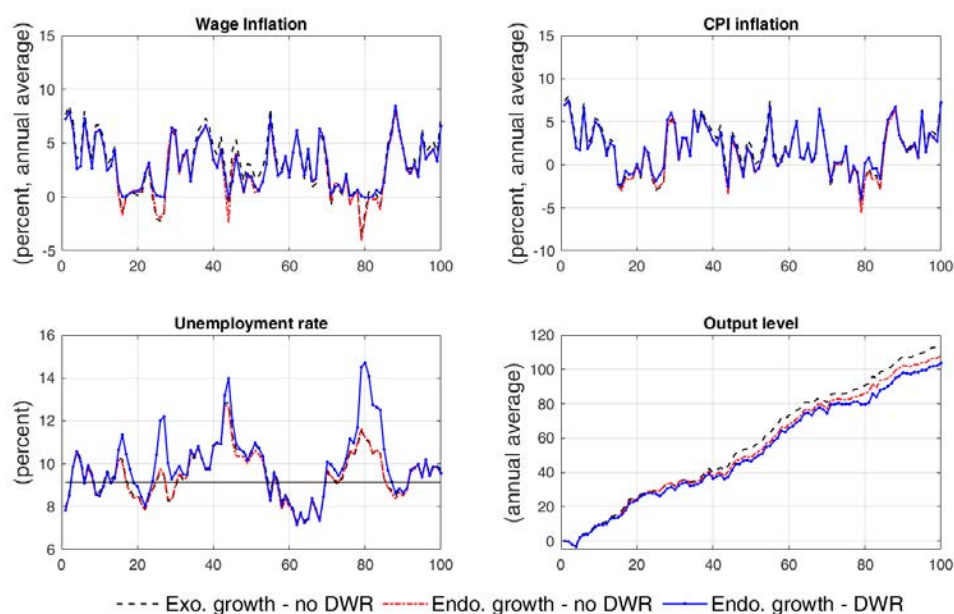 Wage Inflation
(percent, annual average)
15
10
5
0
-5
0 20 40 60 80 100
CPI inflation
(percent, annual average)
15
10
5
0
-5
-10
0 20 40 60 80 100
Unemployment rate
(percent)
16
14
12
10
8
6
0 20 40 60 80 100
Output level
(annual average)
120
100
80
60
40
20
0
0 20 40 60 80 100
Exo. growth - no DWR Endo. growth - no DWR Endo. growth - DWR